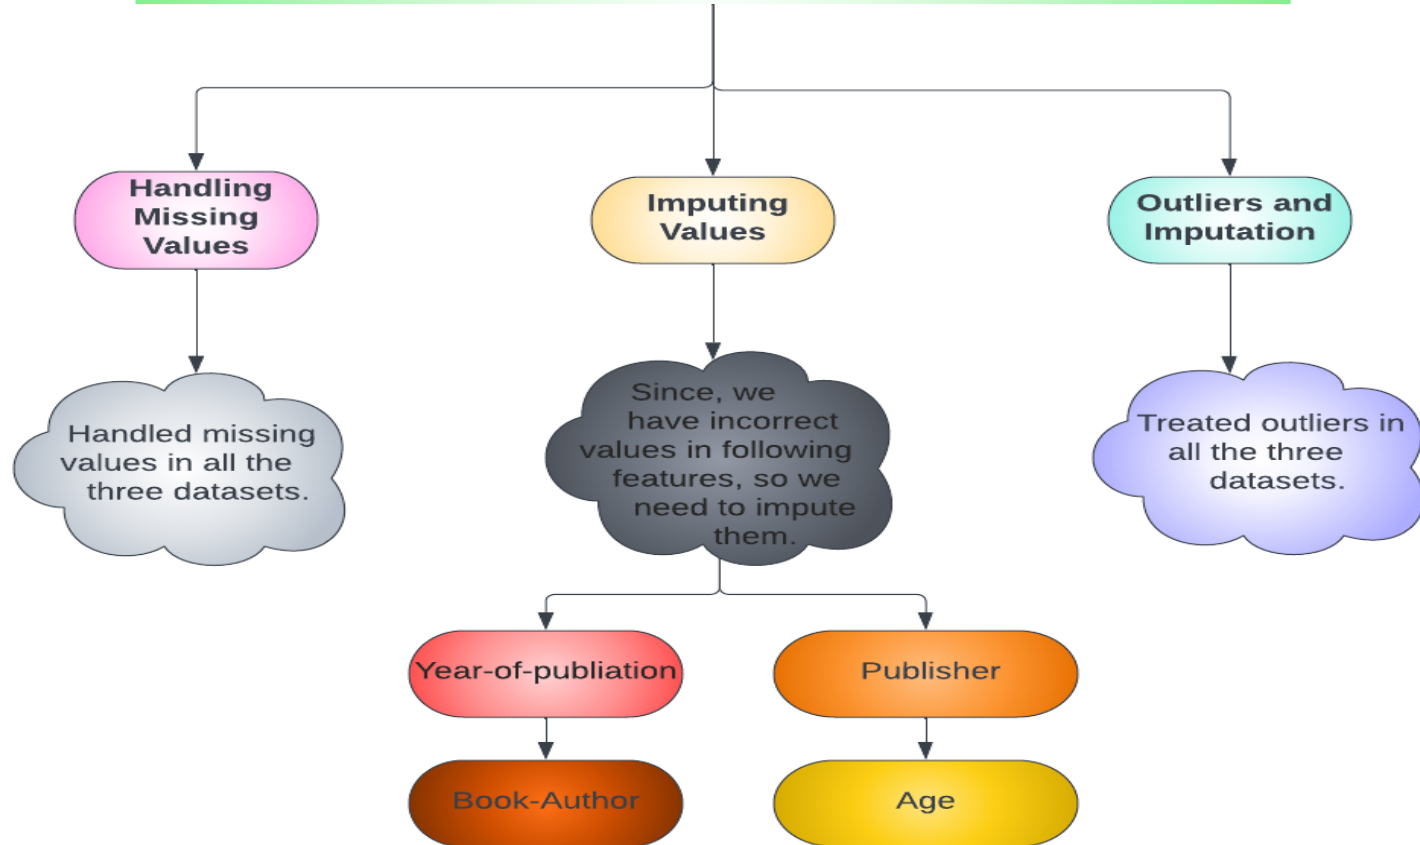 Handling
Missing
Values
Imputing
Values
Outliers and
Imputation
Handled missing
values in all the
three datasets.
Since, we
have incorrect
values in following
features, so we
need to impute
them.
Treated outliers in
all the three
datasets.
Year-of-publiation
Publisher
Book-Author
Age